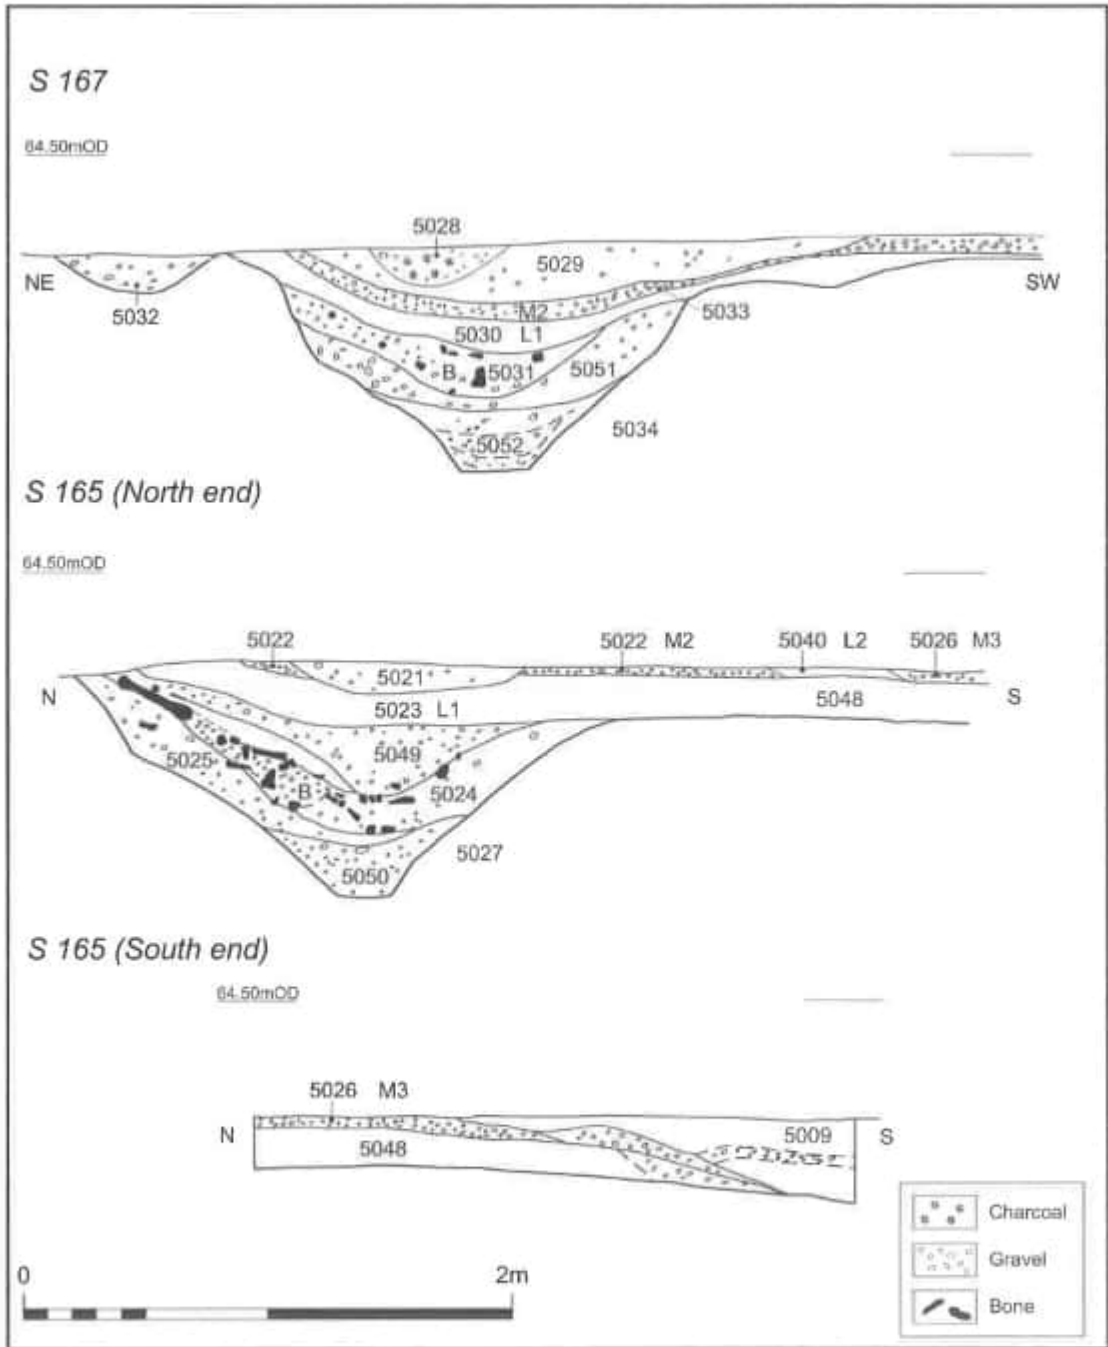 S 167
64.50mOD
5028
5029
NE
SW
5032
M2
5033
5030 L1
B 5031 5051
5052
5034
S 165 (North end)
64.50mOD
5022
5022 M2
5040 L2
5026 M3
5021
N
5023 L1
5048
S
5049
5025
B
5024
5027
5050
S 165 (South end)
64.50mOD
5026 M3
N
5048
5009
S
Charcoal
Gravel
Bone
0
2m